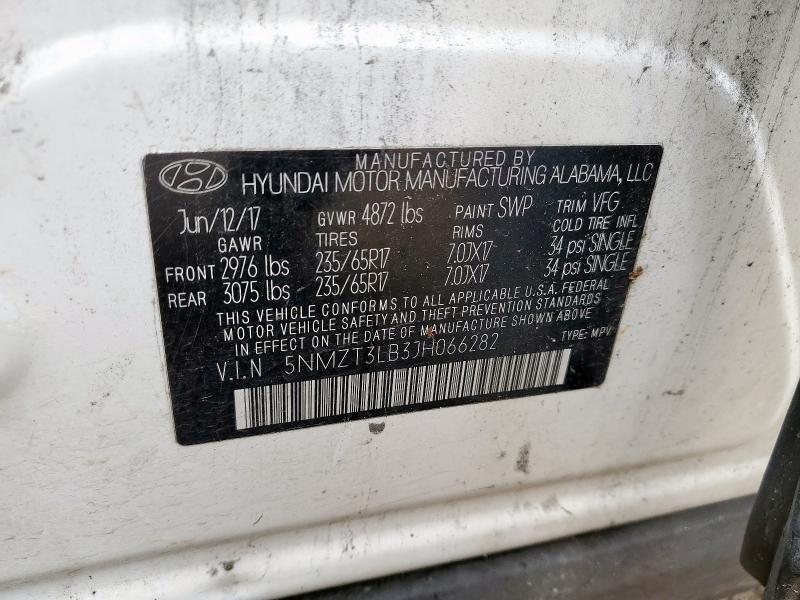 MANUFACTURED BY
HYUNDAI MOTOR MANUFACTURING ALABAMA, LLC
Jun/12/17 GVWR 4872 lbs PAINT SWP TRIM VFG
GAWR TIRES RIMS COLD TIRE INFL
FRONT 2976 lbs 235/65R17 7.0JX17 34 psi SINGLE
REAR 3075 lbs 235/65R17 7.0JX17 34 psi SINGLE
THIS VEHICLE CONFORMS TO ALL APPLICABLE U.S.A. FEDERAL
MOTOR VEHICLE SAFETY AND THEFT PREVENTION STANDARDS
IN EFFECT ON THE DATE OF MANUFACTURE SHOWN ABOVE
V.I.N 5NMZT3LB3JH066282 TYPE: MPV